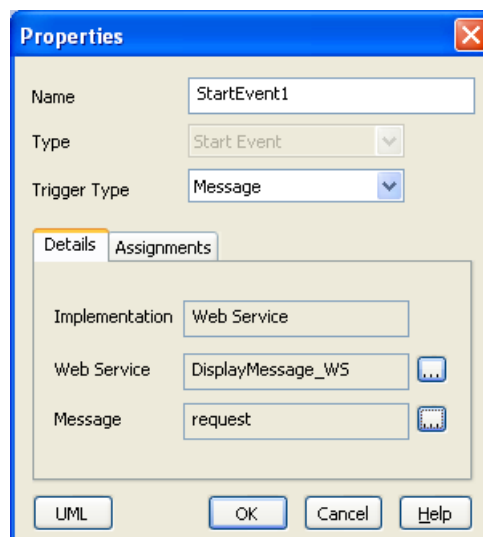 Properties
Name StartEvent1
Type Start Event
Trigger Type Message
Details Assignments
Implementation Web Service
Web Service DisplayMessage_WS ...
Message request ...
UML OK Cancel Help